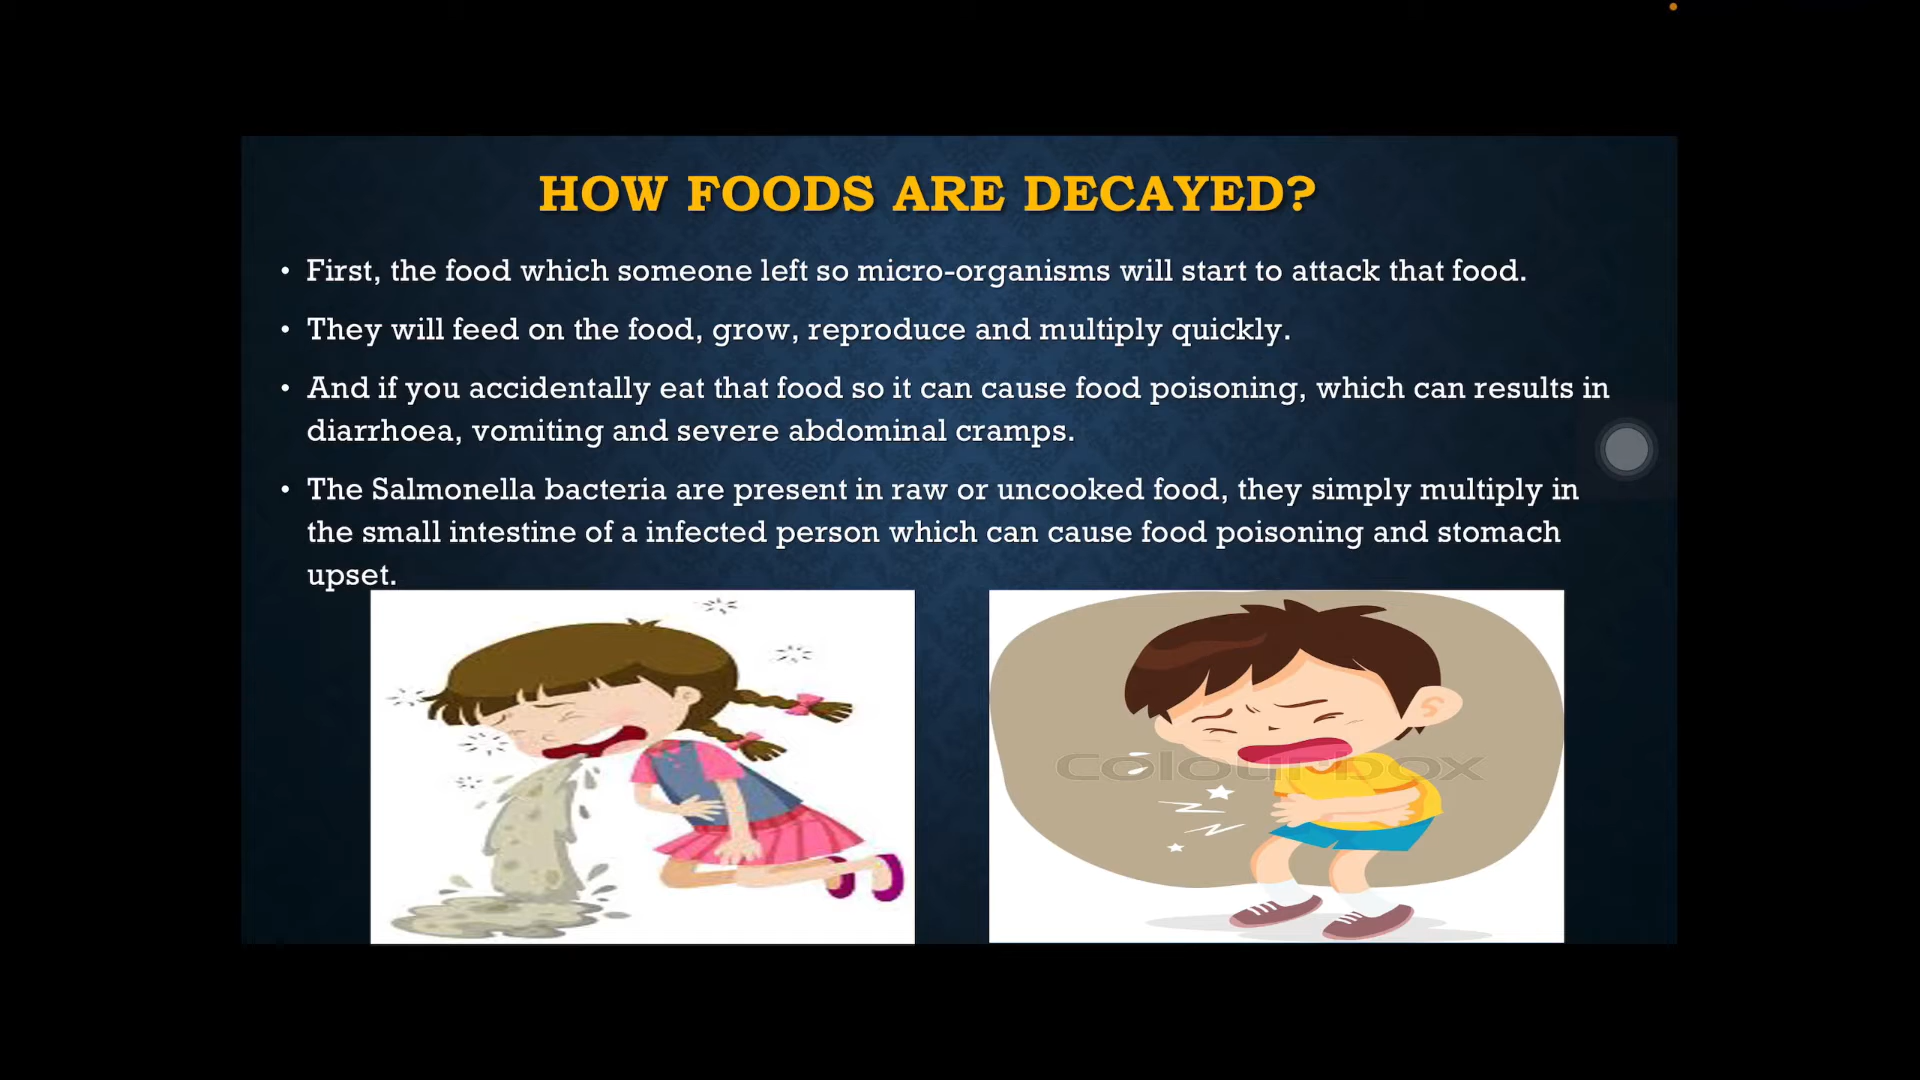 HOW FOODS ARE DECAYED?
• First, the food which someone left so micro-organisms will start to attack that food.
• They will feed on the food, grow, reproduce and multiply quickly.
• And if you accidentally eat that food so it can cause food poisoning, which can results in
diarrhoea, vomiting and severe abdominal cramps.
• The Salmonella bacteria are present in raw or uncooked food, they simply multiply in
the small intestine of a infected person which can cause food poisoning and stomach
upset.
Colourbox